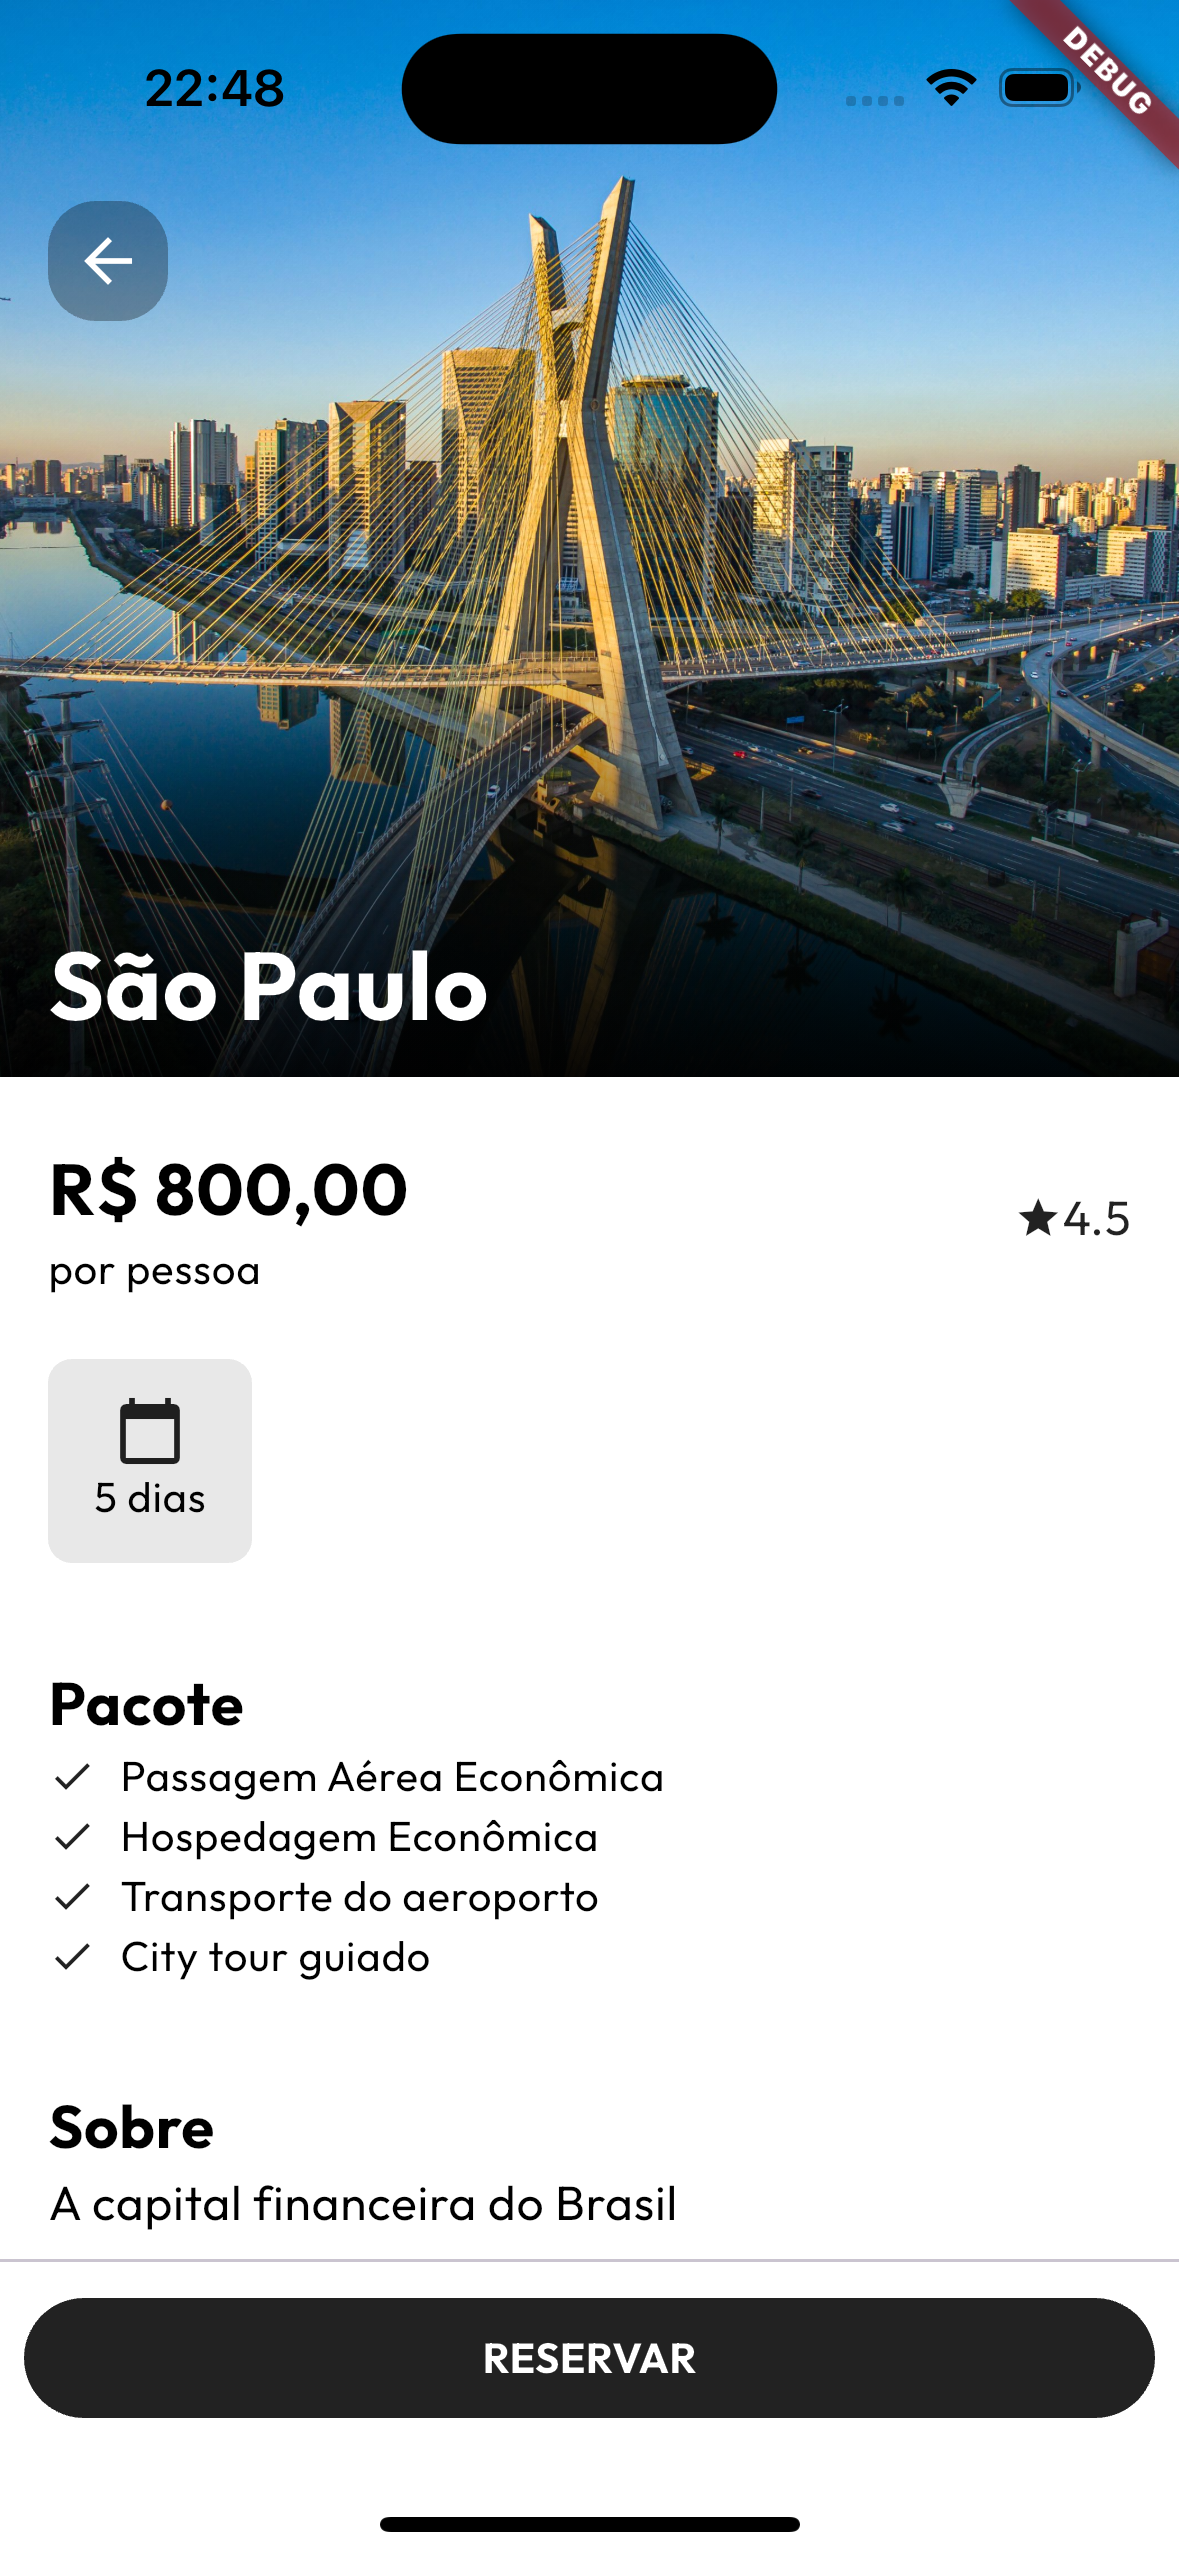 22:48
DEBUG
São Paulo
R$ 800,00
4.5
por pessoa
5 dias
Pacote
Passagem Aérea Econômica
Hospedagem Econômica
Transporte do aeroporto
City tour guiado
Sobre
A capital financeira do Brasil
RESERVAR